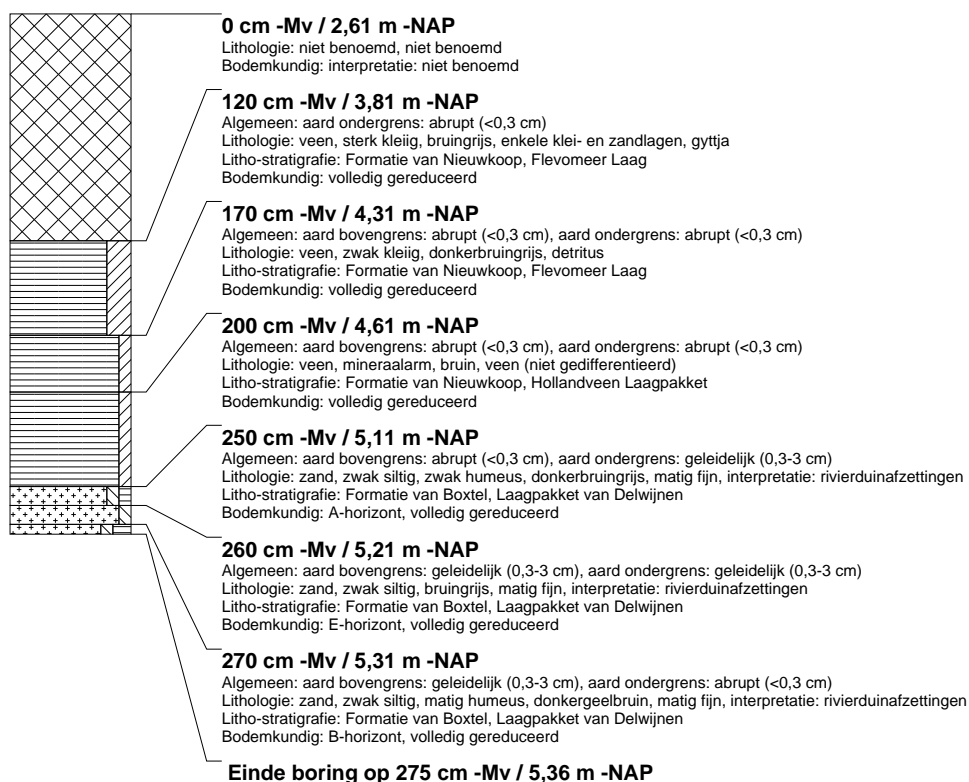 0 cm -Mv / 2,61 m -NAP
Lithologie: niet benoemd, niet benoemd
Bodemkundig: interpretatie: niet benoemd
120 cm -Mv / 3,81 m -NAP
Algemeen: aard ondergrens: abrupt (<0,3 cm)
Lithologie: veen, sterk kleiig, bruingrijs, enkele klei- en zandlagen, gyttja
Litho-stratigrafie: Formatie van Nieuwkoop, Flevomeer Laag
Bodemkundig: volledig gereduceerd
170 cm -Mv / 4,31 m -NAP
Algemeen: aard bovengrens: abrupt (<0,3 cm), aard ondergrens: abrupt (<0,3 cm)
Lithologie: veen, zwak kleiig, donkerbruingrijs, detritus
Litho-stratigrafie: Formatie van Nieuwkoop, Flevomeer Laag
Bodemkundig: volledig gereduceerd
200 cm -Mv / 4,61 m -NAP
Algemeen: aard bovengrens: abrupt (<0,3 cm), aard ondergrens: abrupt (<0,3 cm)
Lithologie: veen, mineraalarm, bruin, veen (niet gedifferentieerd)
Litho-stratigrafie: Formatie van Nieuwkoop, Hollandveen Laagpakket
Bodemkundig: volledig gereduceerd
250 cm -Mv / 5,11 m -NAP
Algemeen: aard bovengrens: abrupt (<0,3 cm), aard ondergrens: geleidelijk (0,3-3 cm)
Lithologie: zand, zwak siltig, zwak humeus, donkerbruingrijs, matig fijn, interpretatie: rivierduinafzettingen
Litho-stratigrafie: Formatie van Boxtel, Laagpakket van Delwijnen
Bodemkundig: A-horizont, volledig gereduceerd
260 cm -Mv / 5,21 m -NAP
Algemeen: aard bovengrens: geleidelijk (0,3-3 cm), aard ondergrens: geleidelijk (0,3-3 cm)
Lithologie: zand, zwak siltig, bruingrijs, matig fijn, interpretatie: rivierduinafzettingen
Litho-stratigrafie: Formatie van Boxtel, Laagpakket van Delwijnen
Bodemkundig: E-horizont, volledig gereduceerd
270 cm -Mv / 5,31 m -NAP
Algemeen: aard bovengrens: geleidelijk (0,3-3 cm), aard ondergrens: abrupt (<0,3 cm)
Lithologie: zand, zwak siltig, matig humeus, donkergeelbruin, matig fijn, interpretatie: rivierduinafzettingen
Litho-stratigrafie: Formatie van Boxtel, Laagpakket van Delwijnen
Bodemkundig: B-horizont, volledig gereduceerd
Einde boring op 275 cm -Mv / 5,36 m -NAP